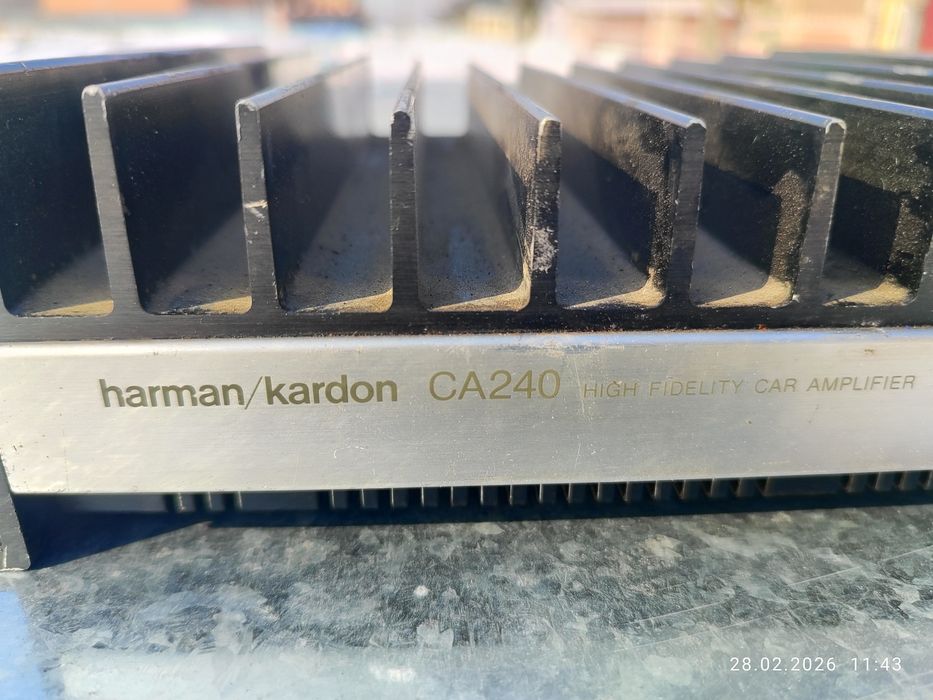 harman/kardon CA240 HIGH FIDELITY CAR AMPLIFIER
28.02.2026 11:43